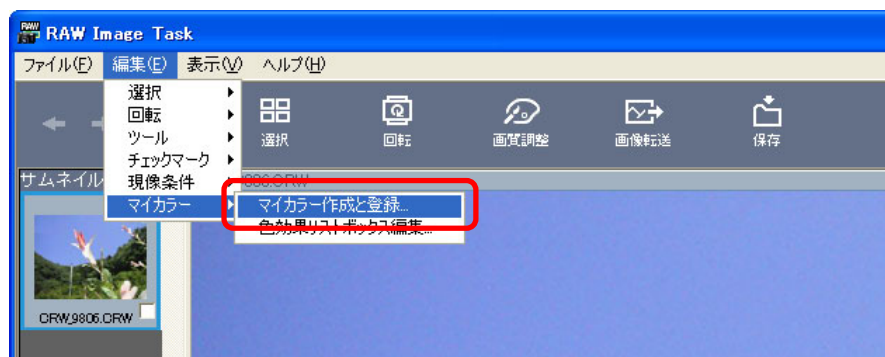 RAW Image Task
ファイル(F) 編集(E) 表示(V) ヘルプ(H)
選択
回転
ツール
チェックマーク
現像条件
マイカラー
選択 回転 画質調整 画像転送 保存
サムネイル
9806.CRW
マイカラー作成と登録...
色効果リストボックス編集...
CRW_9806.CRW